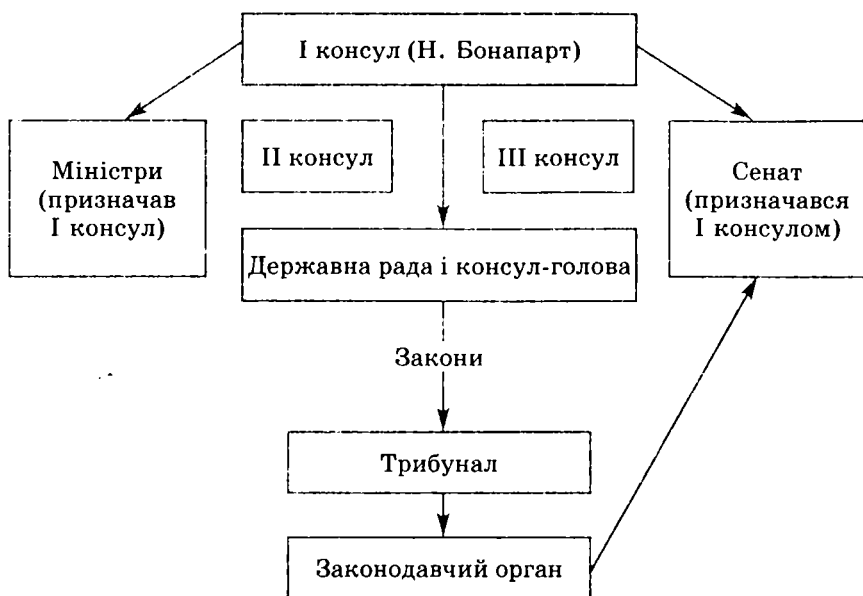 I консул (Н. Бонапарт)
Міністри
(призначав
I консул)
II консул
III консул
Сенат
(призначався
I консулом)
Державна рада і консул-голова
Закони
Трибунал
Законодавчий орган